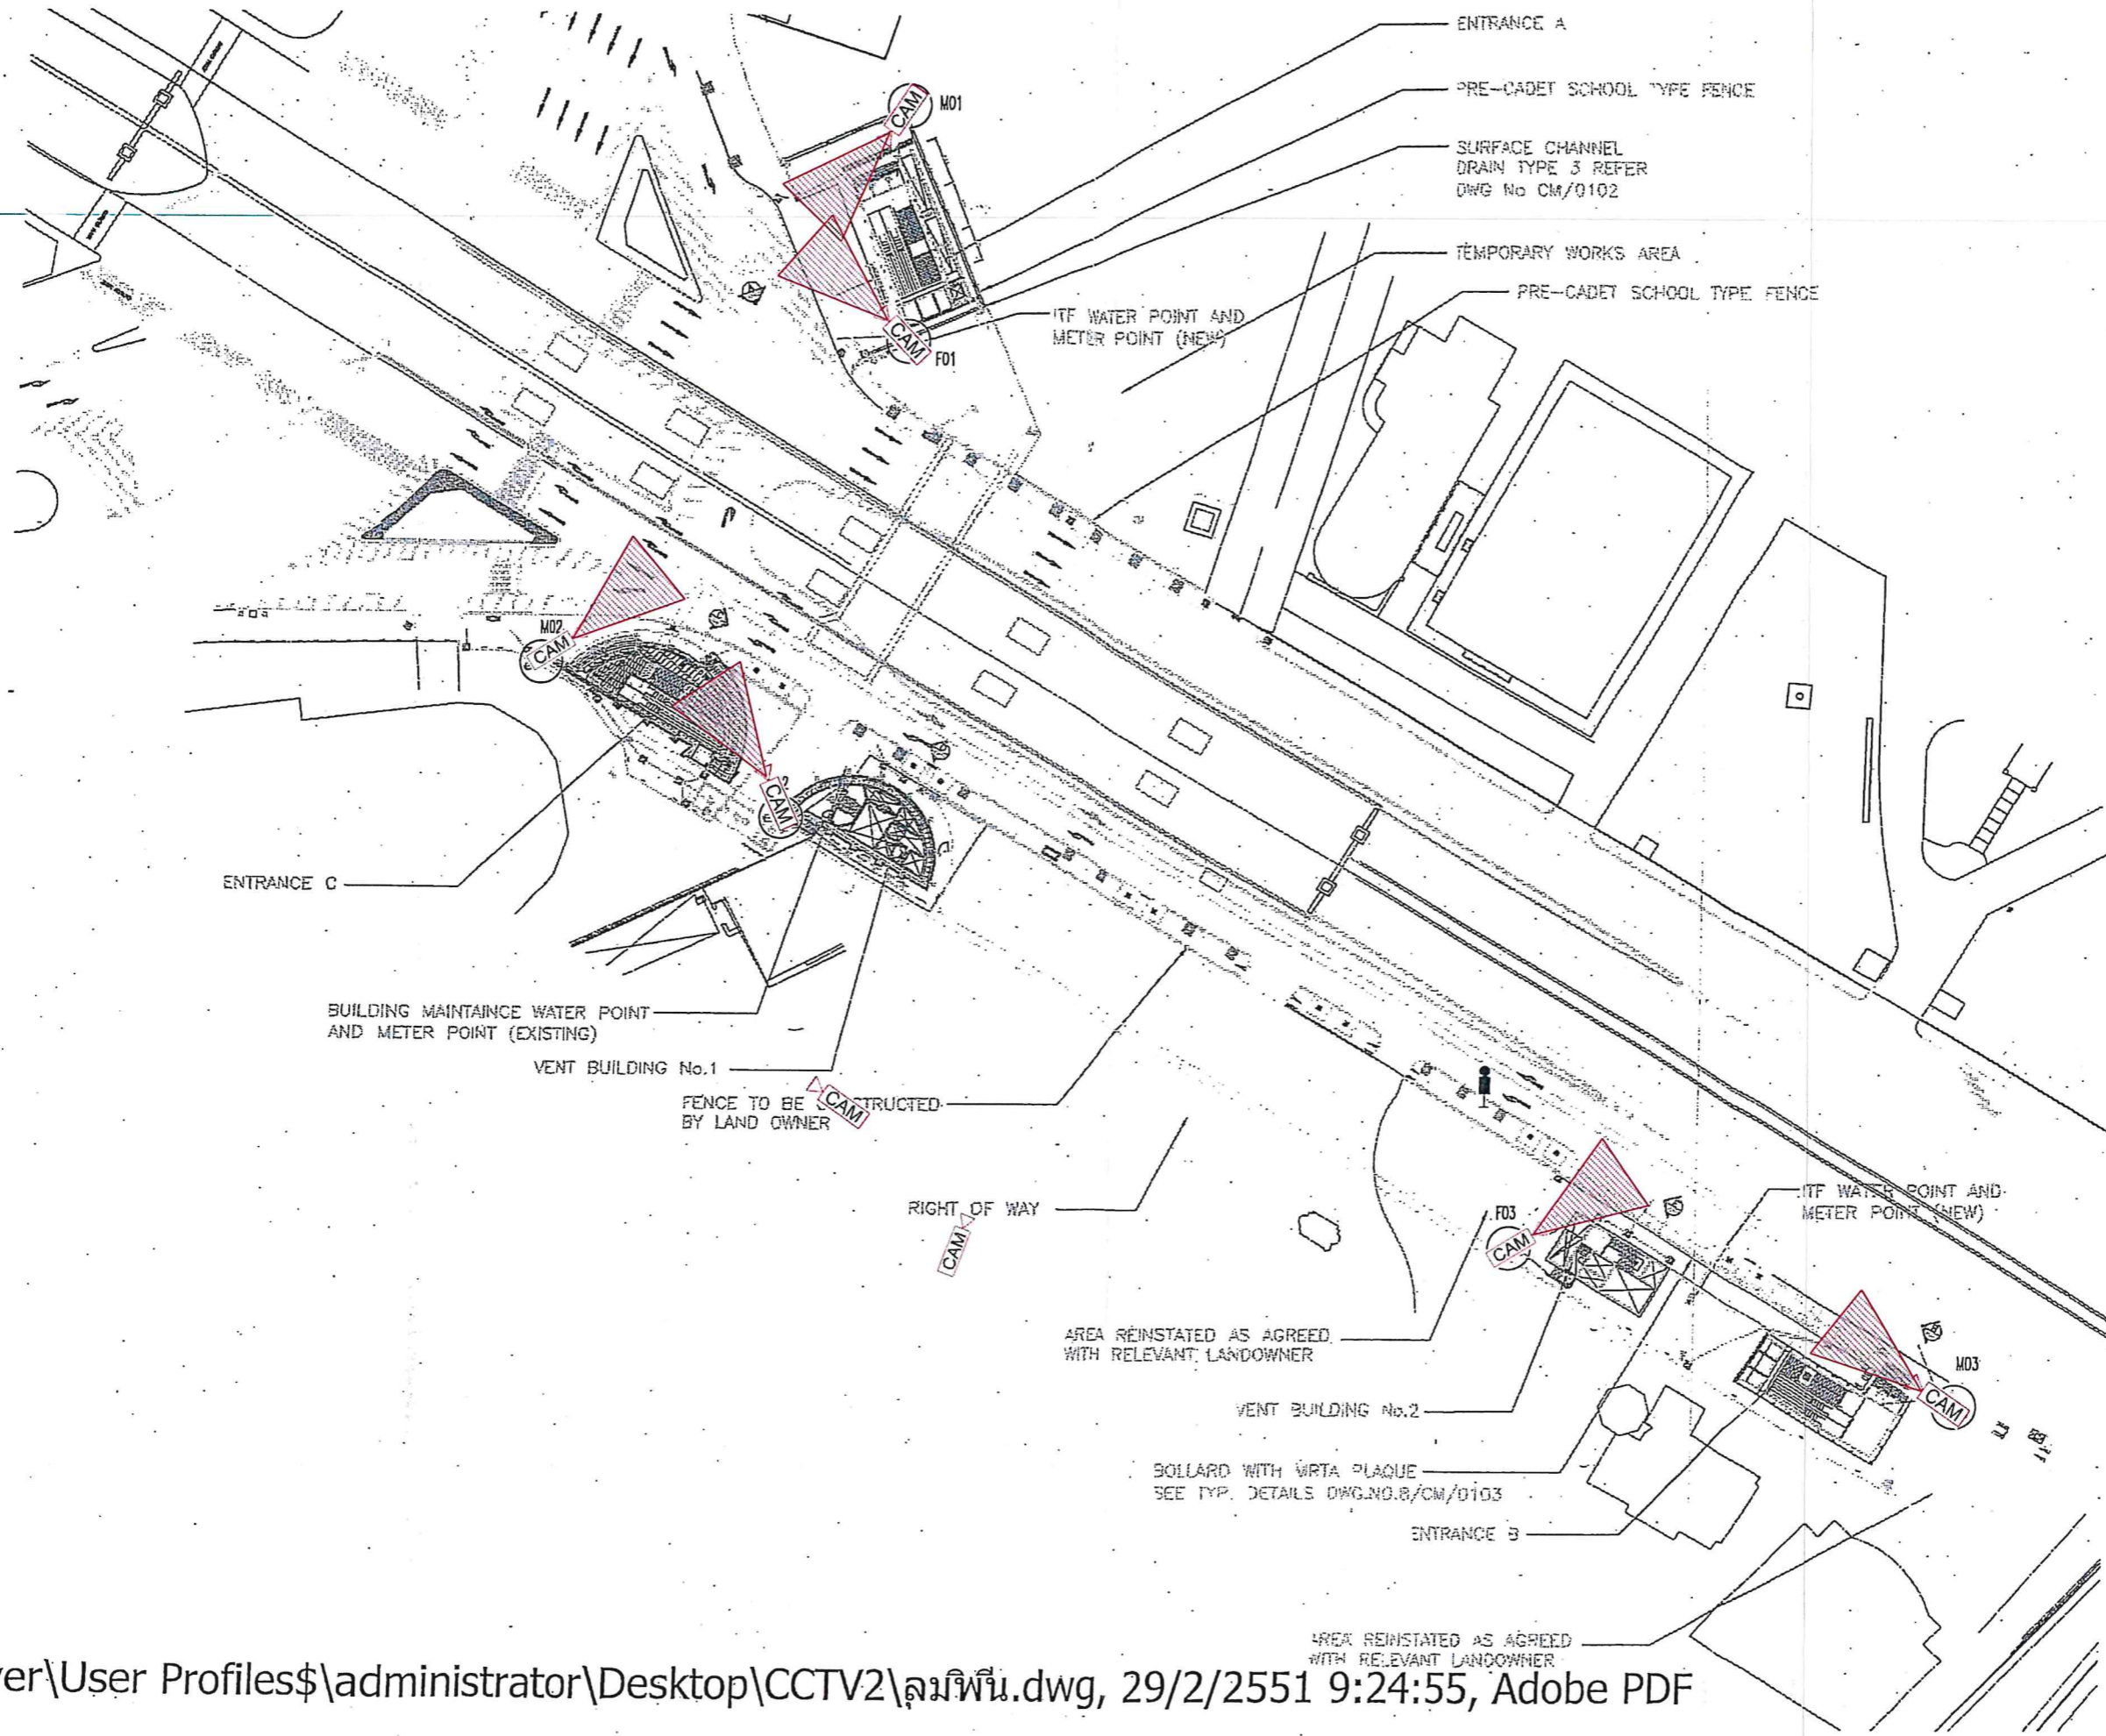 ENTRANCE A
PRE-CADET SCHOOL TYPE FENCE
SURFACE CHANNEL
DRAIN TYPE 3 REFER
DWG No CM/0102
TEMPORARY WORKS AREA
PRE-CADET SCHOOL TYPE FENCE
CAM
M01
ITF WATER POINT AND
METER POINT (NEW)
CAM
F01
M02
CAM
CAM
ENTRANCE C
BUILDING MAINTAINCE WATER POINT
AND METER POINT (EXISTING)
VENT BUILDING No.1
FENCE TO BE
BY LAND OWNER
CAM
RIGHT OF WAY
CAM
F03
CAM
ITF WATER POINT AND
METER POINT (NEW)
AREA REINSTATED AS AGREED
WITH RELEVANT LANDOWNER
M03
CAM
VENT BUILDING No.2
BOLLARD WITH MRTA PLAQUE
SEE TYP. DETAILS DWG.NO.8/CM/0103
ENTRANCE B
AREA REINSTATED AS AGREED
WITH RELEVANT LANDOWNER
er\User Profiles$\administrator\Desktop\CCTV2\ลุมพินี.dwg, 29/2/2551 9:24:55, Adobe PDF